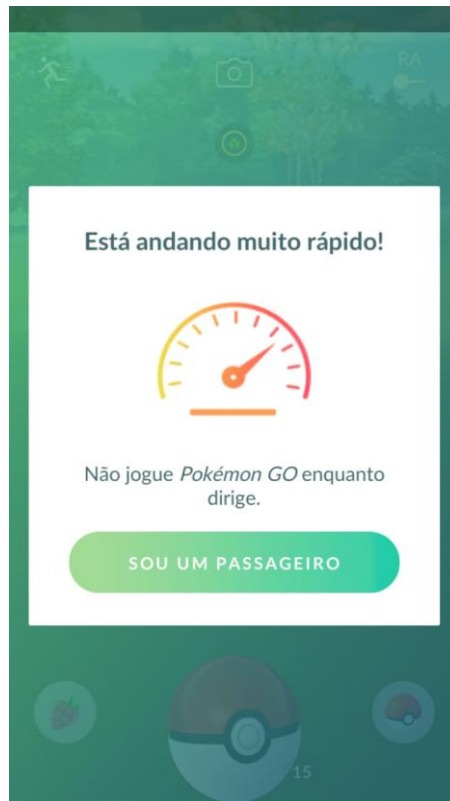 RA
Está andando muito rápido!
Não jogue Pokémon GO enquanto
dirige.
SOU UM PASSAGEIRO
15